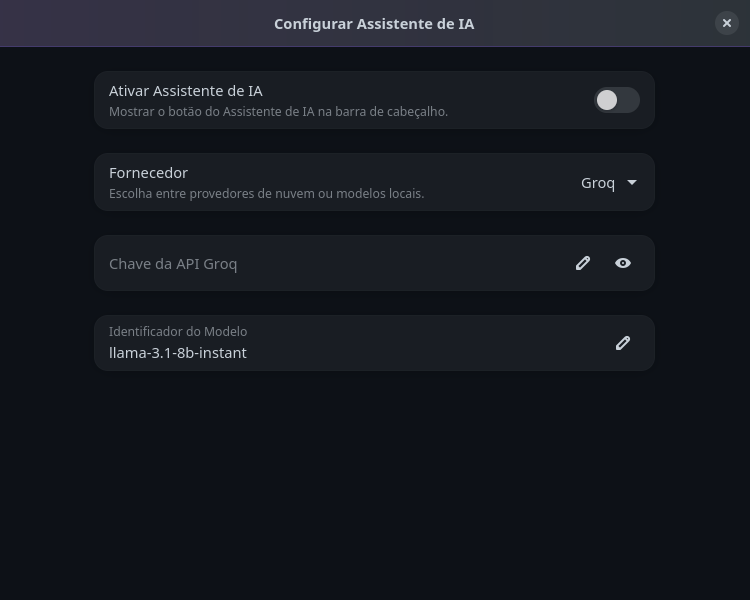 Configurar Assistente de IA
Ativar Assistente de IA
Mostrar o botão do Assistente de IA na barra de cabeçalho.
Fornecedor
Escolha entre provedores de nuvem ou modelos locais.
Groq
Chave da API Groq
Identificador do Modelo
llama-3.1-8b-instant